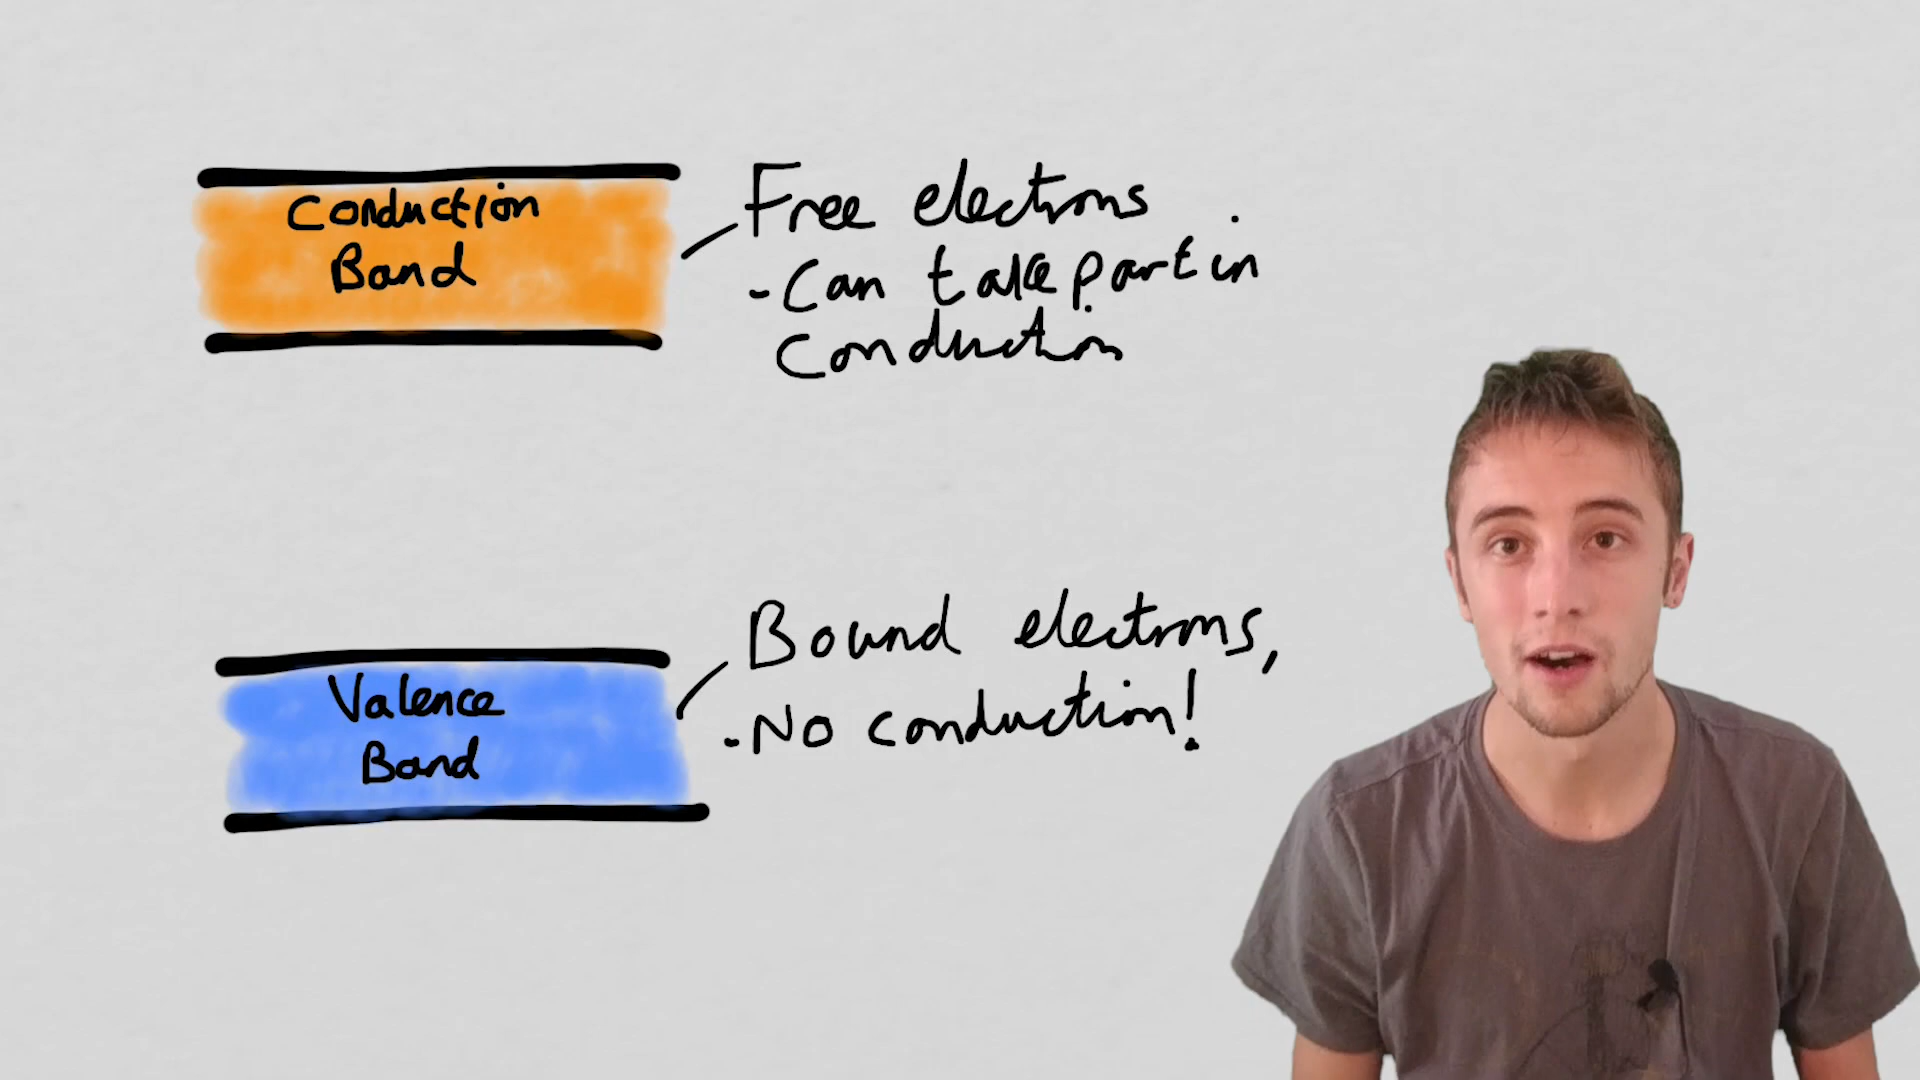 Conduction
Band
Free electrons
- Can take part in
Conduction
Valence
Band
Bound electrons,
- No conduction!